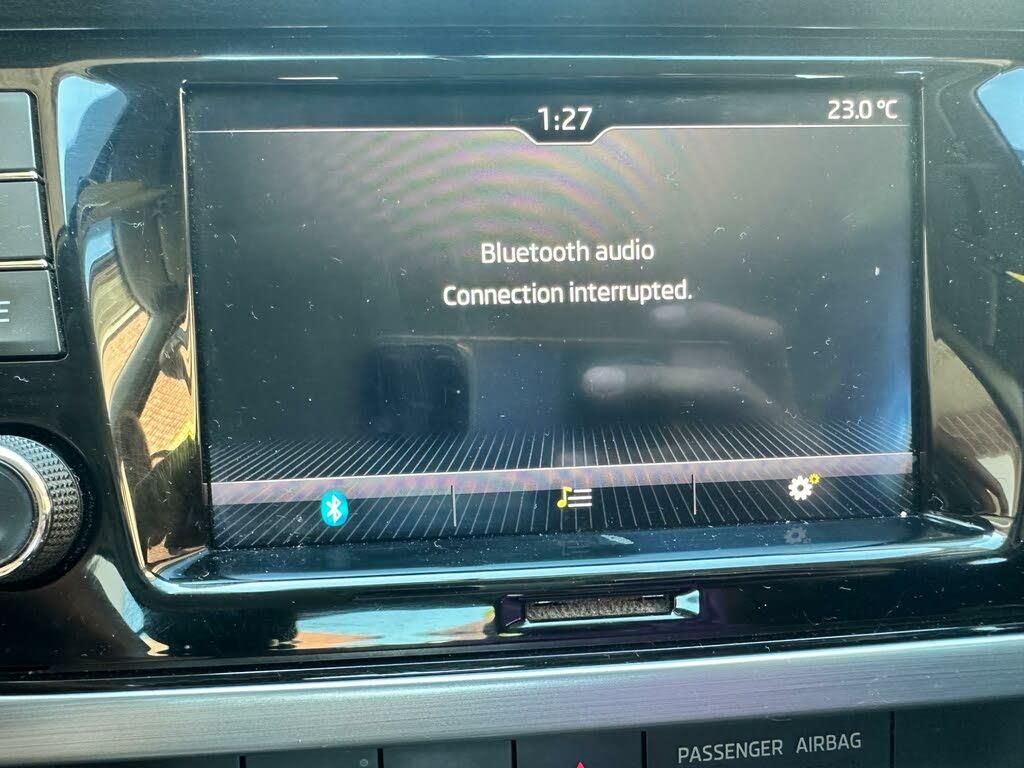 1:27
23.0 °C
Bluetooth audio
Connection interrupted.
E
PASSENGER AIRBAG